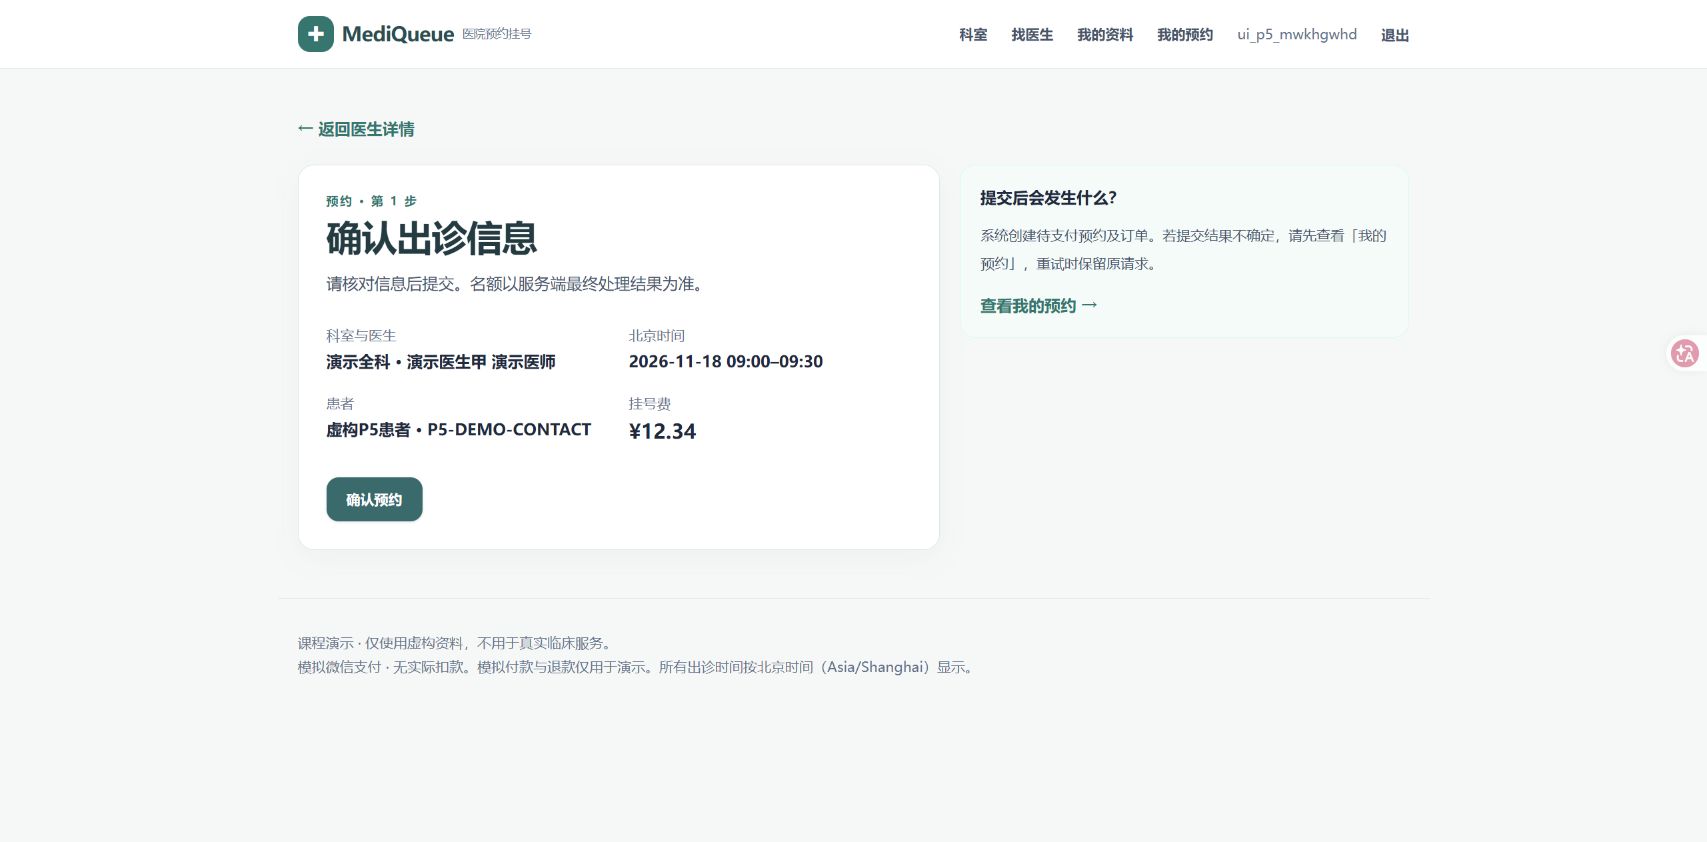 MediQueue 医院预约挂号
科室 找医生 我的资料 我的预约 ui_p5_mwkhgwhd 退出
← 返回医生详情
预约 · 第 1 步
确认出诊信息
请核对信息后提交。名额以服务端最终处理结果为准。
科室与医生
演示全科 · 演示医生甲 演示医师
北京时间
2026-11-18 09:00–09:30
患者
虚构P5患者 · P5-DEMO-CONTACT
挂号费
¥12.34
确认预约
提交后会发生什么？
系统创建待支付预约及订单。若提交结果不确定，请先查看「我的
预约」，重试时保留原请求。
查看我的预约 →
课程演示 · 仅使用虚构资料，不用于真实临床服务。
模拟微信支付 · 无实际扣款。模拟付款与退款仅用于演示。所有出诊时间按北京时间（Asia/Shanghai）显示。